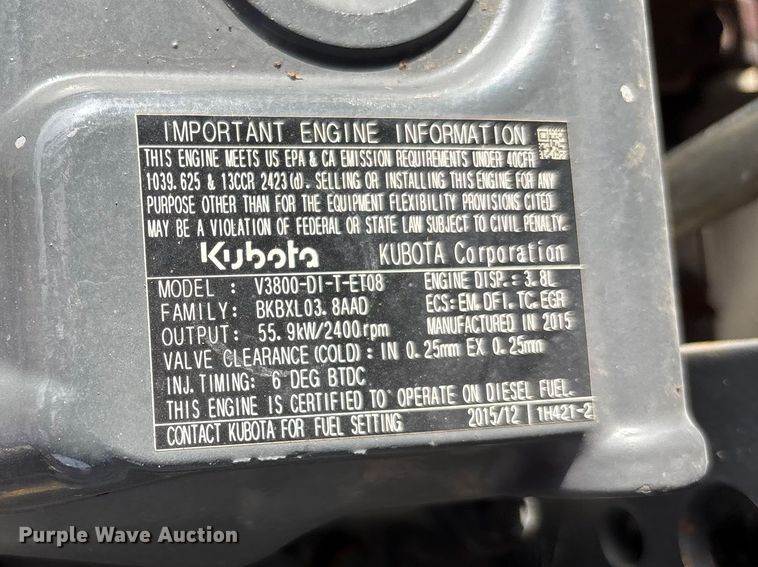 IMPORTANT ENGINE INFORMATION
THIS ENGINE MEETS US EPA & CA EMISSION REQUIREMENTS UNDER 40CFR
1039.625 & 13CCR 2423(d). SELLING OR INSTALLING THIS ENGINE FOR ANY
PURPOSE OTHER THAN FOR THE EQUIPMENT FLEXIBILITY PROVISIONS CITED
MAY BE A VIOLATION OF FEDERAL OR STATE LAW SUBJECT TO CIVIL PENALTY.
Kubota KUBOTA Corporation
MODEL : V3800-DI-T-ET08 ENGINE DISP.: 3.8L
FAMILY: BKBXL03.8AAD ECS: EM, DFI, TC, EGR
OUTPUT: 55.9kW/2400rpm MANUFACTURED IN 2015
VALVE CLEARANCE (COLD) : IN 0.25mm EX 0.25mm
INJ. TIMING: 6 DEG BTDC
THIS ENGINE IS CERTIFIED TO OPERATE ON DIESEL FUEL.
CONTACT KUBOTA FOR FUEL SETTING 2015/12 1H421-2
Purple Wave Auction